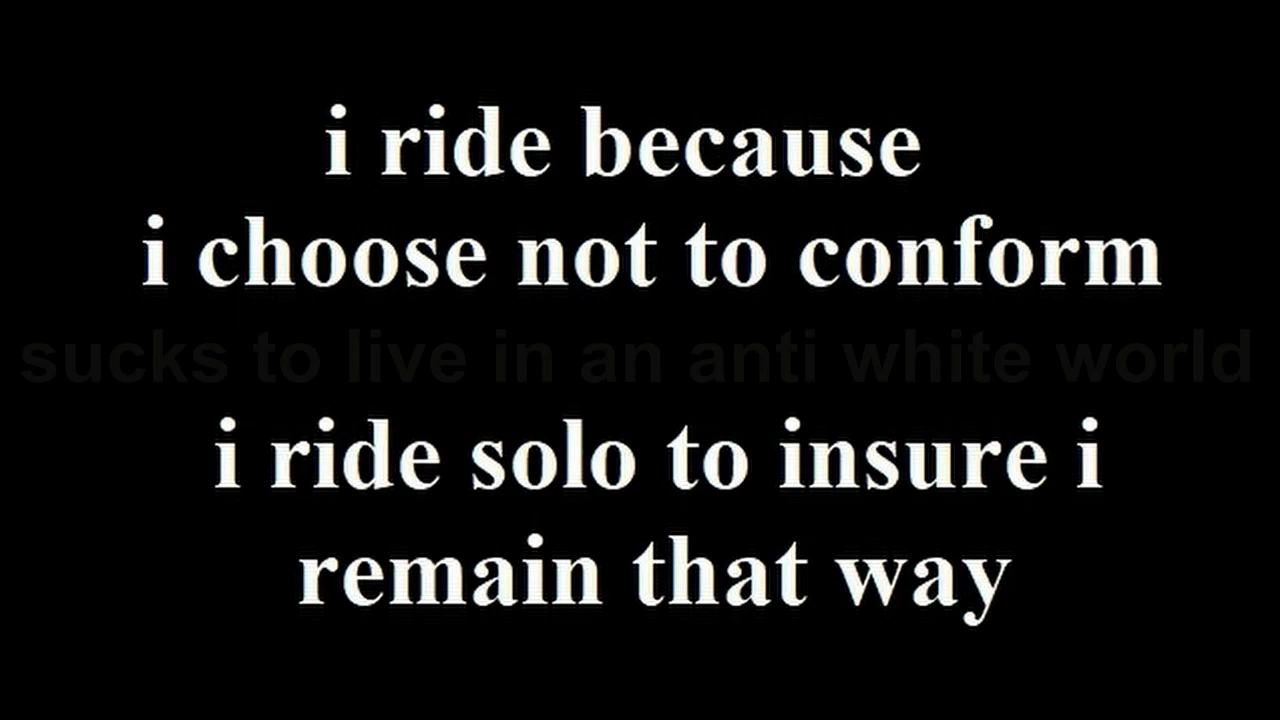 i ride because
i choose not to conform
sucks to live in an anti white world
i ride solo to insure i
remain that way